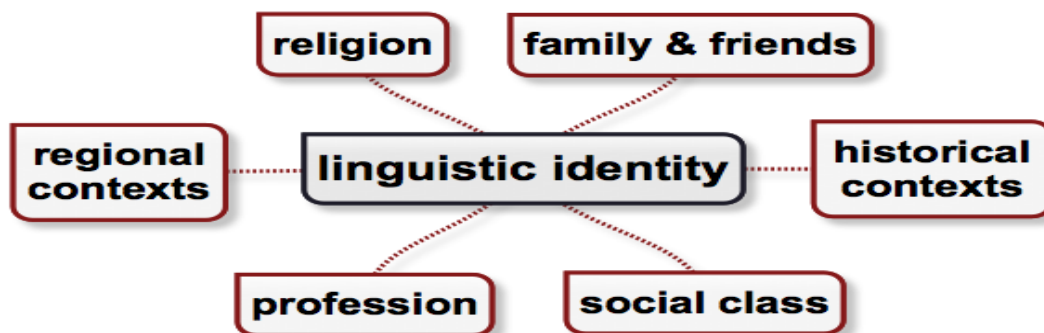 religion
family & friends
regional
contexts
linguistic identity
historical
contexts
profession
social class